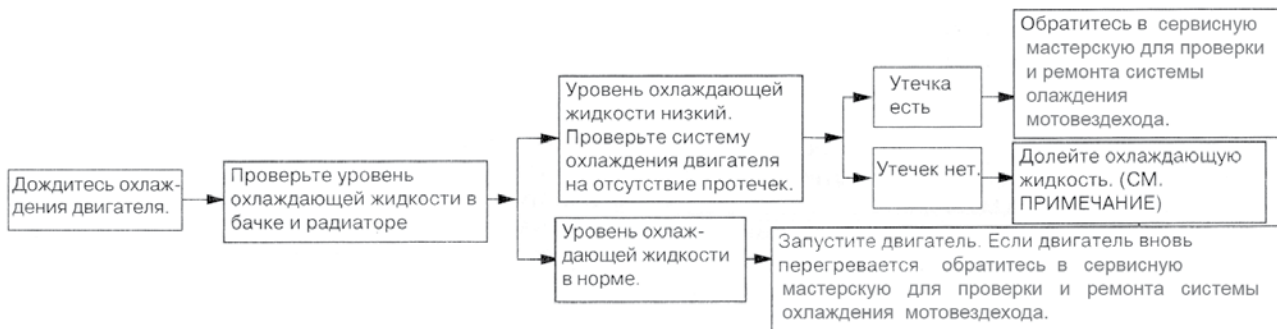 Дождитесь охлаж-
дения двигателя.
Проверьте уровень
охлаждающей жидкости в
бачке и радиаторе
Уровень охлаждающей
жидкости низкий.
Проверьте систему
охлаждения двигателя
на отсутствие протечек.
Утечка
есть
Обратитесь в сервисную
мастерскую для проверки
и ремонта системы
олаждения
мотовездехода.
Утечек нет.
Долейте охлаждающую
жидкость. (СМ.
ПРИМЕЧАНИЕ)
Уровень охлаж-
дающей жидкости
в норме.
Запустите двигатель. Если двигатель вновь
перегревается обратитесь в сервисную
мастерскую для проверки и ремонта системы
охлаждения мотовездехода.